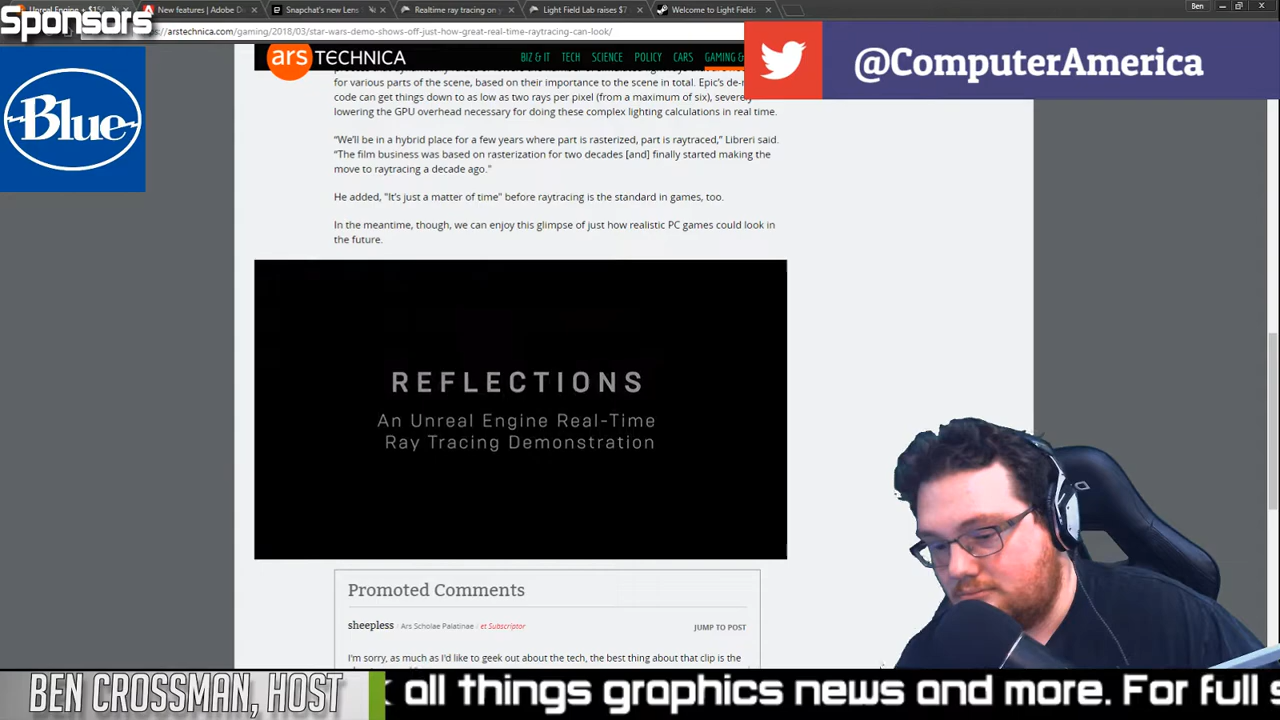 Sponsors
Unreal Engine + $150
New features | Adobe D
Snapchat's new Lens
Realtime ray tracing on
Light Field Lab raises $7
Welcome to Light Fields
Ben
arstechnica.com/gaming/2018/03/star-wars-demo-shows-off-just-how-great-real-time-raytracing-can-look/
Blue
ars TECHNICA
BIZ & IT TECH SCIENCE POLICY CARS GAMING &
@ComputerAmerica
for various parts of the scene, based on their importance to the scene in total. Epic's de-
code can get things down to as low as two rays per pixel (from a maximum of six), severely
lowering the GPU overhead necessary for doing these complex lighting calculations in real time.
"We'll be in a hybrid place for a few years where part is rasterized, part is raytraced," Libreri said.
"The film business was based on rasterization for two decades [and] finally started making the
move to raytracing a decade ago."
He added, "It's just a matter of time" before raytracing is the standard in games, too.
In the meantime, though, we can enjoy this glimpse of just how realistic PC games could look in
the future.
REFLECTIONS
An Unreal Engine Real-Time
Ray Tracing Demonstration
Promoted Comments
sheepless Ars Scholae Palatinae et Subscriptor
JUMP TO POST
I'm sorry, as much as I'd like to geek out about the tech, the best thing about that clip is the
BEN CROSSMAN, HOST
k all things graphics news and more. For full s